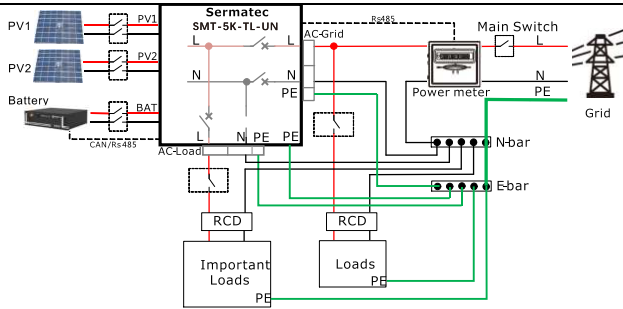 Sermatec
SMT-5K-TL-UN
PV1
PV1
PV2
PV2
Battery
BAT
CAN/Rs485
L
N
L
N
PE
AC-Load
AC-Grid
L
N
PE
PE
Rs485
Power meter
Main Switch
L
N
PE
Grid
N-bar
E-bar
RCD
RCD
Important
Loads
PE
Loads
PE